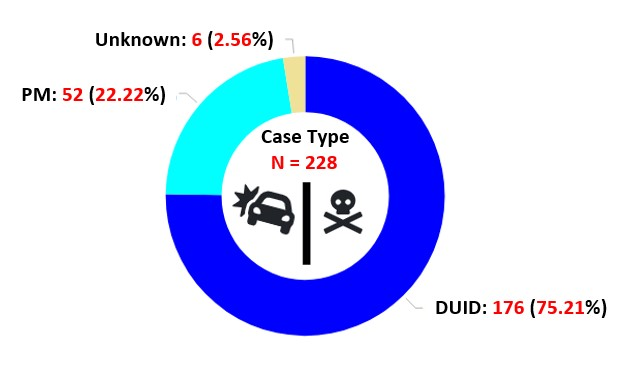 Unknown: 6 (2.56%)
PM: 52 (22.22%)
Case Type
N = 228
DUID: 176 (75.21%)